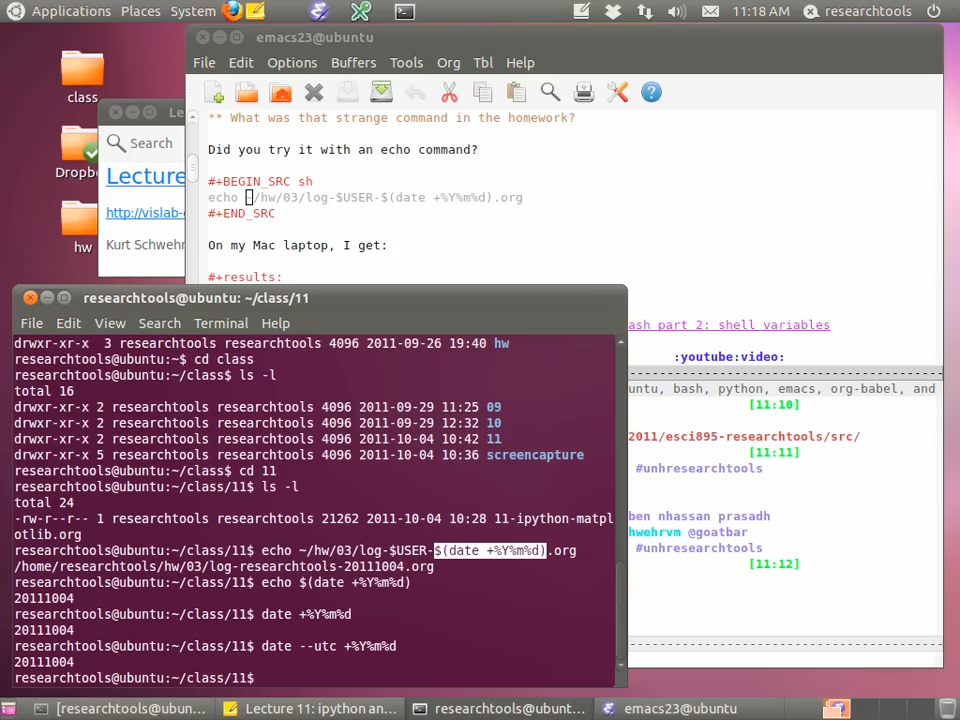 Applications Places System 11:18 AM researchtools
class
Dropbo
hw
Le
Search
Lecture
http://vislab-
Kurt Schwehr
emacs23@ubuntu
File Edit Options Buffers Tools Org Tbl Help
** What was that strange command in the homework?
Did you try it with an echo command?
#+BEGIN_SRC sh
echo ~/hw/03/log-$USER-$(date +%Y%m%d).org
#+END_SRC
On my Mac laptop, I get:
#+results:
ash part 2: shell variables
:youtube:video:
untu, bash, python, emacs, org-babel, and
[11:10]
2011/esci895-researchtools/src/
[11:11]
#unhresearchtools
ben nhassan prasadh
hwehrvm @goatbar
#unhresearchtools
[11:12]
researchtools@ubuntu: ~/class/11
File Edit View Search Terminal Help
drwxr-xr-x  3 researchtools researchtools 4096 2011-09-26 19:40 hw
researchtools@ubuntu:~$ cd class
researchtools@ubuntu:~/class$ ls -l
total 16
drwxr-xr-x 2 researchtools researchtools 4096 2011-09-29 11:25 09
drwxr-xr-x 2 researchtools researchtools 4096 2011-09-29 12:32 10
drwxr-xr-x 2 researchtools researchtools 4096 2011-10-04 10:42 11
drwxr-xr-x 5 researchtools researchtools 4096 2011-10-04 10:36 screencapture
researchtools@ubuntu:~/class$ cd 11
researchtools@ubuntu:~/class/11$ ls -l
total 24
-rw-r--r-- 1 researchtools researchtools 21262 2011-10-04 10:28 11-ipython-matpl
otlib.org
researchtools@ubuntu:~/class/11$ echo ~/hw/03/log-$USER-$(date +%Y%m%d).org
/home/researchtools/hw/03/log-researchtools-20111004.org
researchtools@ubuntu:~/class/11$ echo $(date +%Y%m%d)
20111004
researchtools@ubuntu:~/class/11$ date +%Y%m%d
20111004
researchtools@ubuntu:~/class/11$ date --utc +%Y%m%d
20111004
researchtools@ubuntu:~/class/11$
[researchtools@ubun... Lecture 11: ipython an... researchtools@ubunt... emacs23@ubuntu